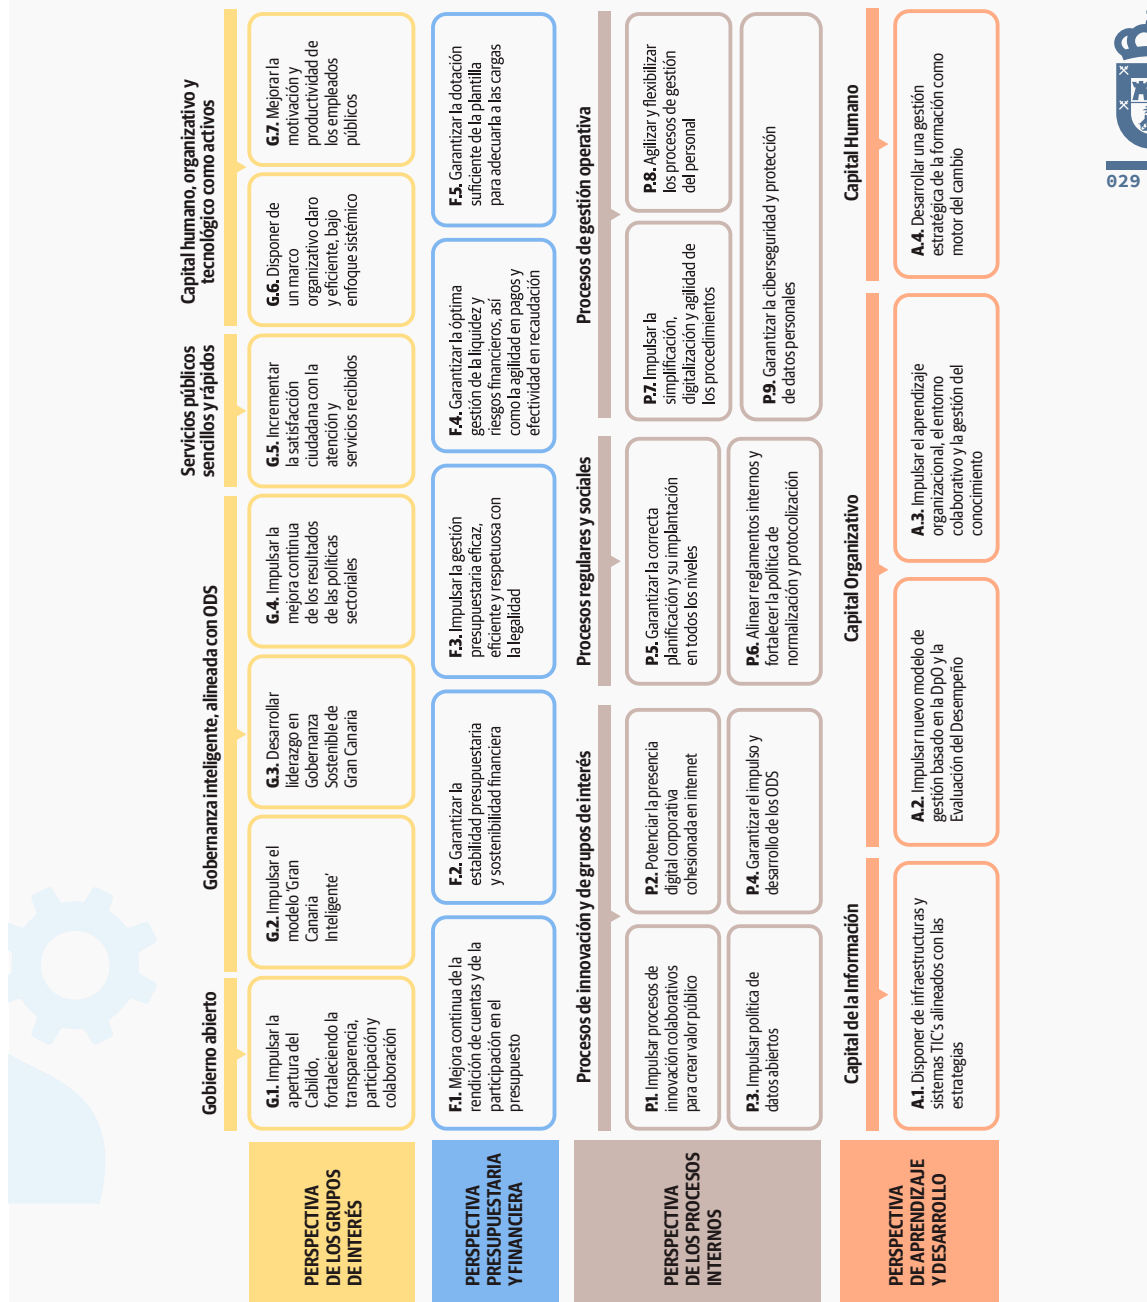 PERSPECTIVA
DE LOS GRUPOS
DE INTERÉS
Gobierno abierto
G.1. Impulsar la
apertura del
Cabildo,
fortaleciendo la
transparencia,
participación y
colaboración
Gobernanza inteligente, alineada con ODS
G.2. Impulsar el
modelo ‘Gran
Canaria
Inteligente’
G.3. Desarrollar
liderazgo en
Gobernanza
Sostenible de
Gran Canaria
G.4. Impulsar la
mejora continua
de los resultados
de las políticas
sectoriales
Servicios públicos
sencillos y rápidos
G.5. Incrementar
la satisfacción
ciudadana con la
atención y
servicios recibidos
Capital humano, organizativo y
tecnológico como activos
G.6. Disponer de
un marco
organizativo claro
y eficiente, bajo
enfoque sistémico
G.7. Mejorar la
motivación y
productividad de
los empleados
públicos
PERSPECTIVA
PRESUPUESTARIA
Y FINANCIERA
F.1. Mejora continua de la
rendición de cuentas y de la
participación en el
presupuesto
F.2. Garantizar la
estabilidad presupuestaria
y sostenibilidad financiera
F.3. Impulsar la gestión
presupuestaria eficaz,
eficiente y respetuosa con
la legalidad
F.4. Garantizar la óptima
gestión de la liquidez y
riesgos financieros, así
como la agilidad en pagos y
efectividad en recaudación
F.5. Garantizar la dotación
suficiente de la plantilla
para adecuarla a las cargas
PERSPECTIVA
DE LOS PROCESOS
INTERNOS
Procesos de innovación y de grupos de interés
P.1. Impulsar procesos de
innovación colaborativos
para crear valor público
P.2. Potenciar la presencia
digital corporativa
cohesionada en internet
P.3. Impulsar política de
datos abiertos
P.4. Garantizar el impulso y
desarrollo de los ODS
Procesos regulares y sociales
P.5. Garantizar la correcta
planificación y su implantación
en todos los niveles
P.6. Alinear reglamentos internos y
fortalecer la política de
normalización y protocolización
Procesos de gestión operativa
P.7. Impulsar la
simplificación,
digitalización y agilidad de
los procedimientos
P.8. Agilizar y flexibilizar
los procesos de gestión
del personal
P.9. Garantizar la ciberseguridad y protección
de datos personales
PERSPECTIVA
DE APRENDIZAJE
Y DESARROLLO
Capital de la Información
A.1. Disponer de infraestructuras y
sistemas TIC's alineados con las
estrategias
Capital Organizativo
A.2. Impulsar nuevo modelo de
gestión basado en la DpO y la
Evaluación del Desempeño
A.3. Impulsar el aprendizaje
organizacional, el entorno
colaborativo y la gestión del
conocimiento
Capital Humano
A.4. Desarrollar una gestión
estratégica de la formación como
motor del cambio
029